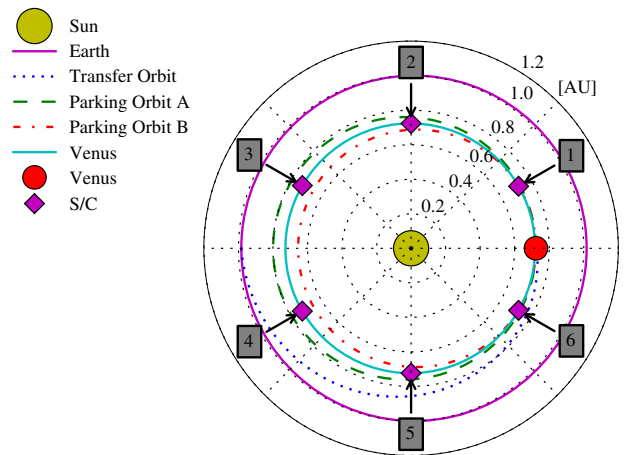 Sun
Earth
Transfer Orbit
Parking Orbit A
Parking Orbit B
Venus
Venus
S/C
2
1.2
1.0
[AU]
0.8
3
0.6
1
0.4
0.2
4
6
5